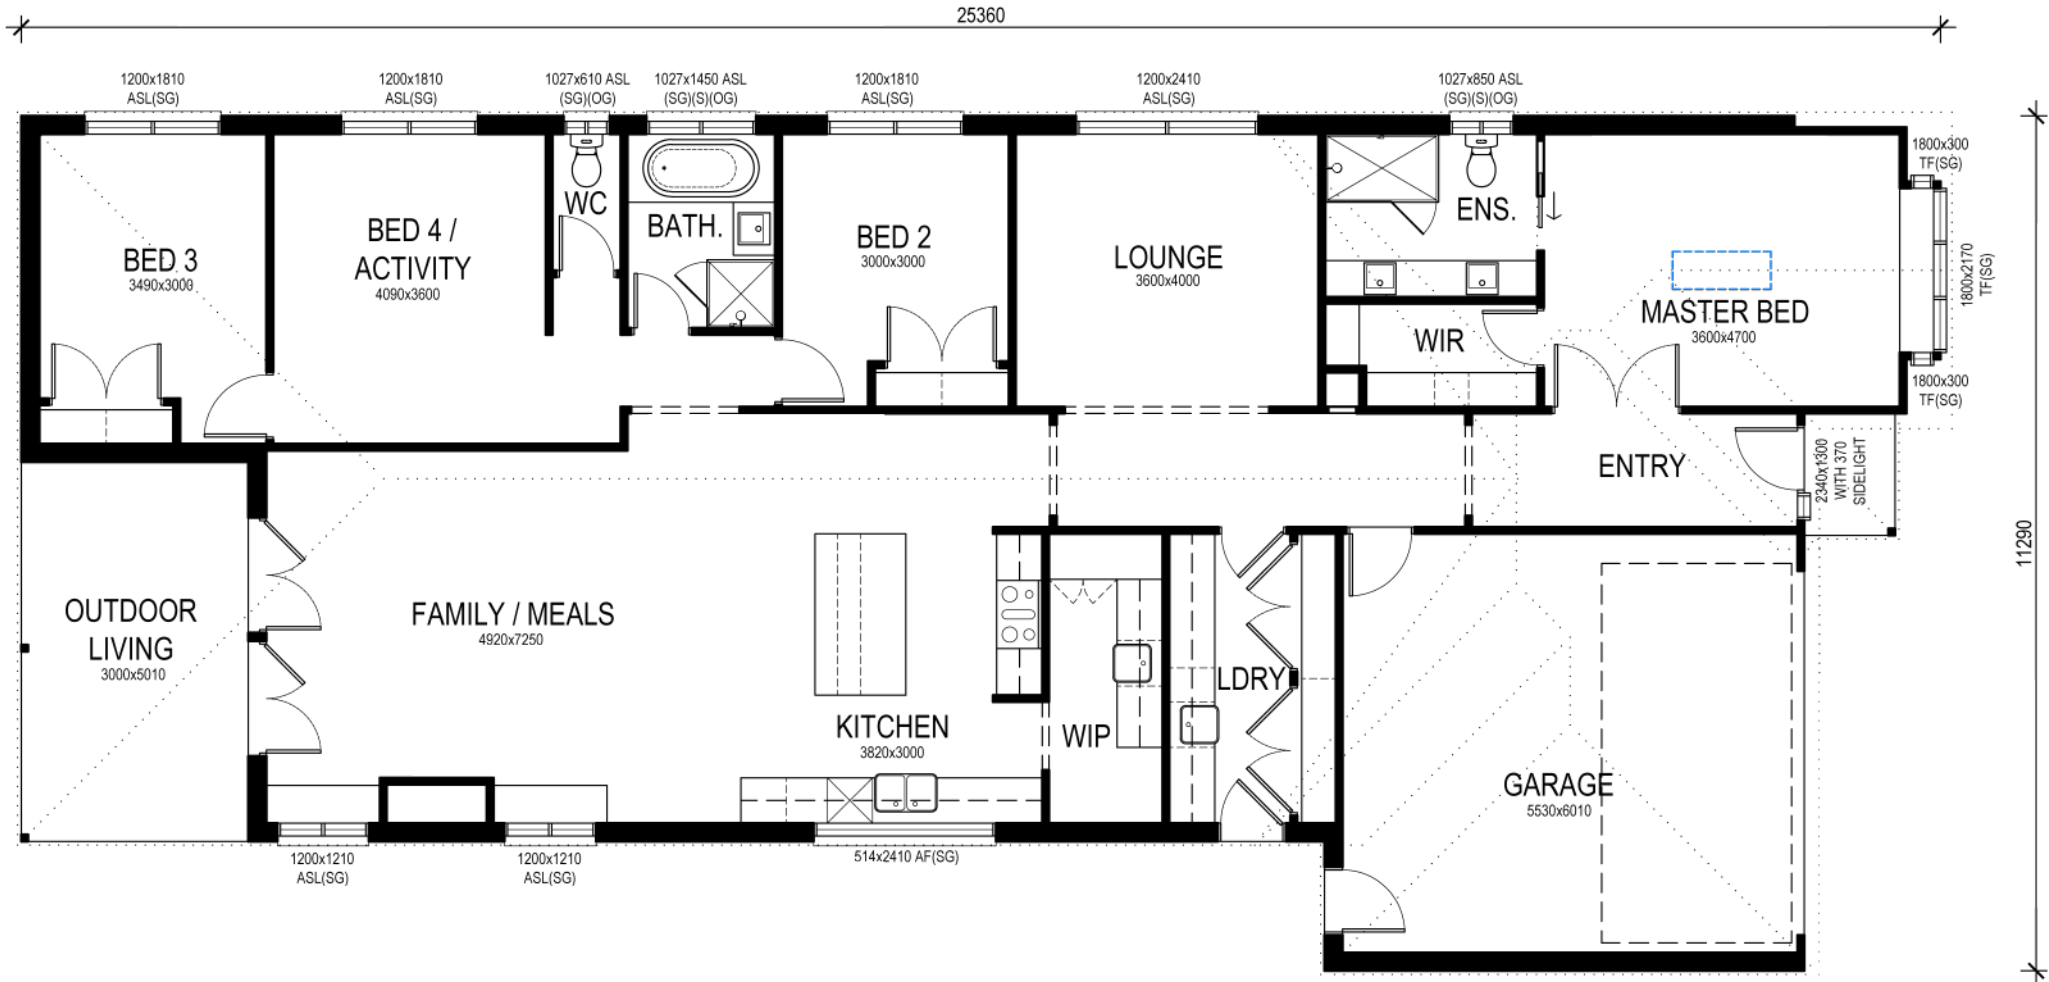 25360
1200x1810
ASL(SG)
1200x1810
ASL(SG)
1027x610 ASL
(SG)(OG)
1027x1450 ASL
(SG)(S)(OG)
1200x1810
ASL(SG)
1200x2410
ASL(SG)
1027x850 ASL
(SG)(S)(OG)
1800x300
TF(SG)
1800x2170
TF(SG)
1800x300
TF(SG)
11290
BED 3
3490x3000
BED 4 /
ACTIVITY
4090x3600
WC
BATH.
BED 2
3000x3000
LOUNGE
3600x4000
ENS.
WIR
MASTER BED
3600x4700
ENTRY
2340x1300
WITH 370
SIDELIGHT
OUTDOOR
LIVING
3000x5010
FAMILY / MEALS
4920x7250
KITCHEN
3820x3000
WIP
LDRY
GARAGE
5530x6010
1200x1210
ASL(SG)
1200x1210
ASL(SG)
514x2410 AF(SG)